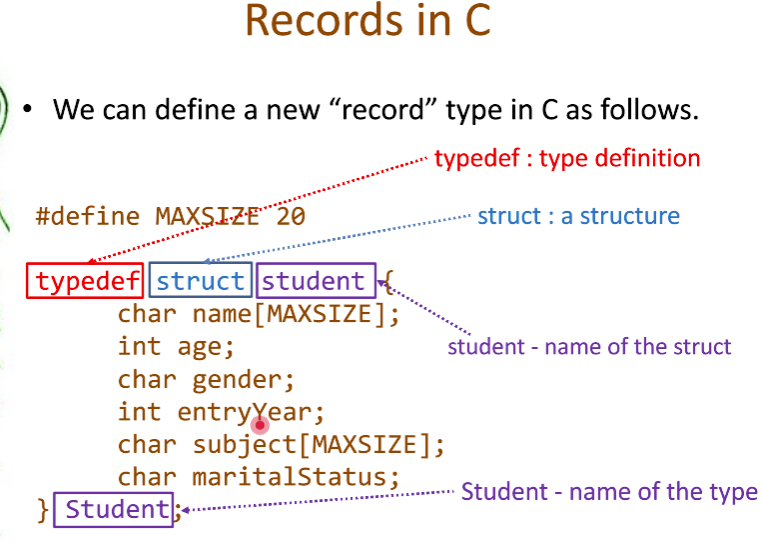 Records in C
• We can define a new “record” type in C as follows.
typedef : type definition
#define MAXSIZE 20
struct : a structure
typedef struct student {
char name[MAXSIZE];
int age;
student - name of the struct
char gender;
int entryYear;
char subject[MAXSIZE];
char maritalStatus;
} Student;
Student - name of the type